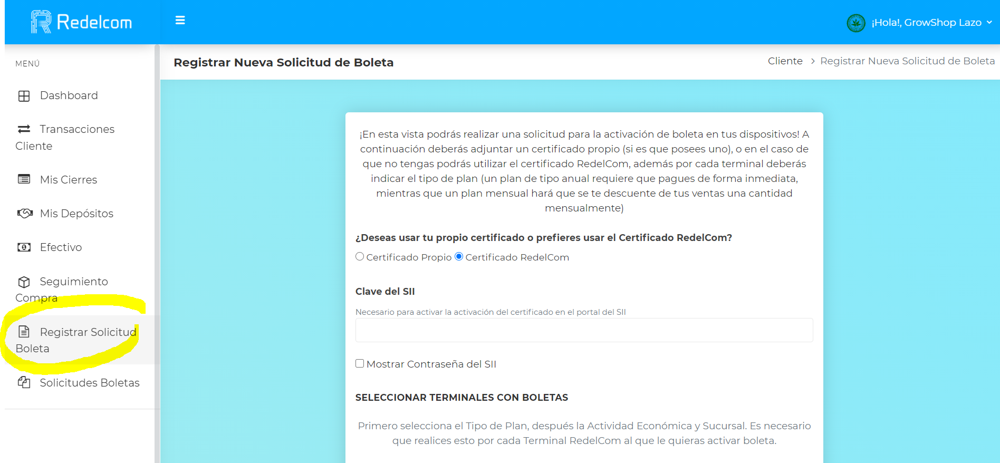 Redelcom
¡Hola!, GrowShop Lazo
MENÚ
Dashboard
Transacciones
Cliente
Mis Cierres
Mis Depósitos
Efectivo
Seguimiento
Compra
Registrar Solicitud
Boleta
Solicitudes Boletas
Registrar Nueva Solicitud de Boleta
Cliente > Registrar Nueva Solicitud de Boleta
¡En esta vista podrás realizar una solicitud para la activación de boleta en tus dispositivos! A
continuación deberás adjuntar un certificado propio (si es que posees uno), o en el caso de
que no tengas podrás utilizar el certificado RedelCom, además por cada terminal deberás
indicar el tipo de plan (un plan de tipo anual requiere que pagues de forma inmediata,
mientras que un plan mensual hará que se te descuente de tus ventas una cantidad
mensualmente)
¿Deseas usar tu propio certificado o prefieres usar el Certificado RedelCom?
Certificado Propio Certificado RedelCom
Clave del SII
Necesario para activar la activación del certificado en el portal del SII
Mostrar Contraseña del SII
SELECCIONAR TERMINALES CON BOLETAS
Primero selecciona el Tipo de Plan, después la Actividad Económica y Sucursal. Es necesario
que realices esto por cada Terminal RedelCom al que le quieras activar boleta.